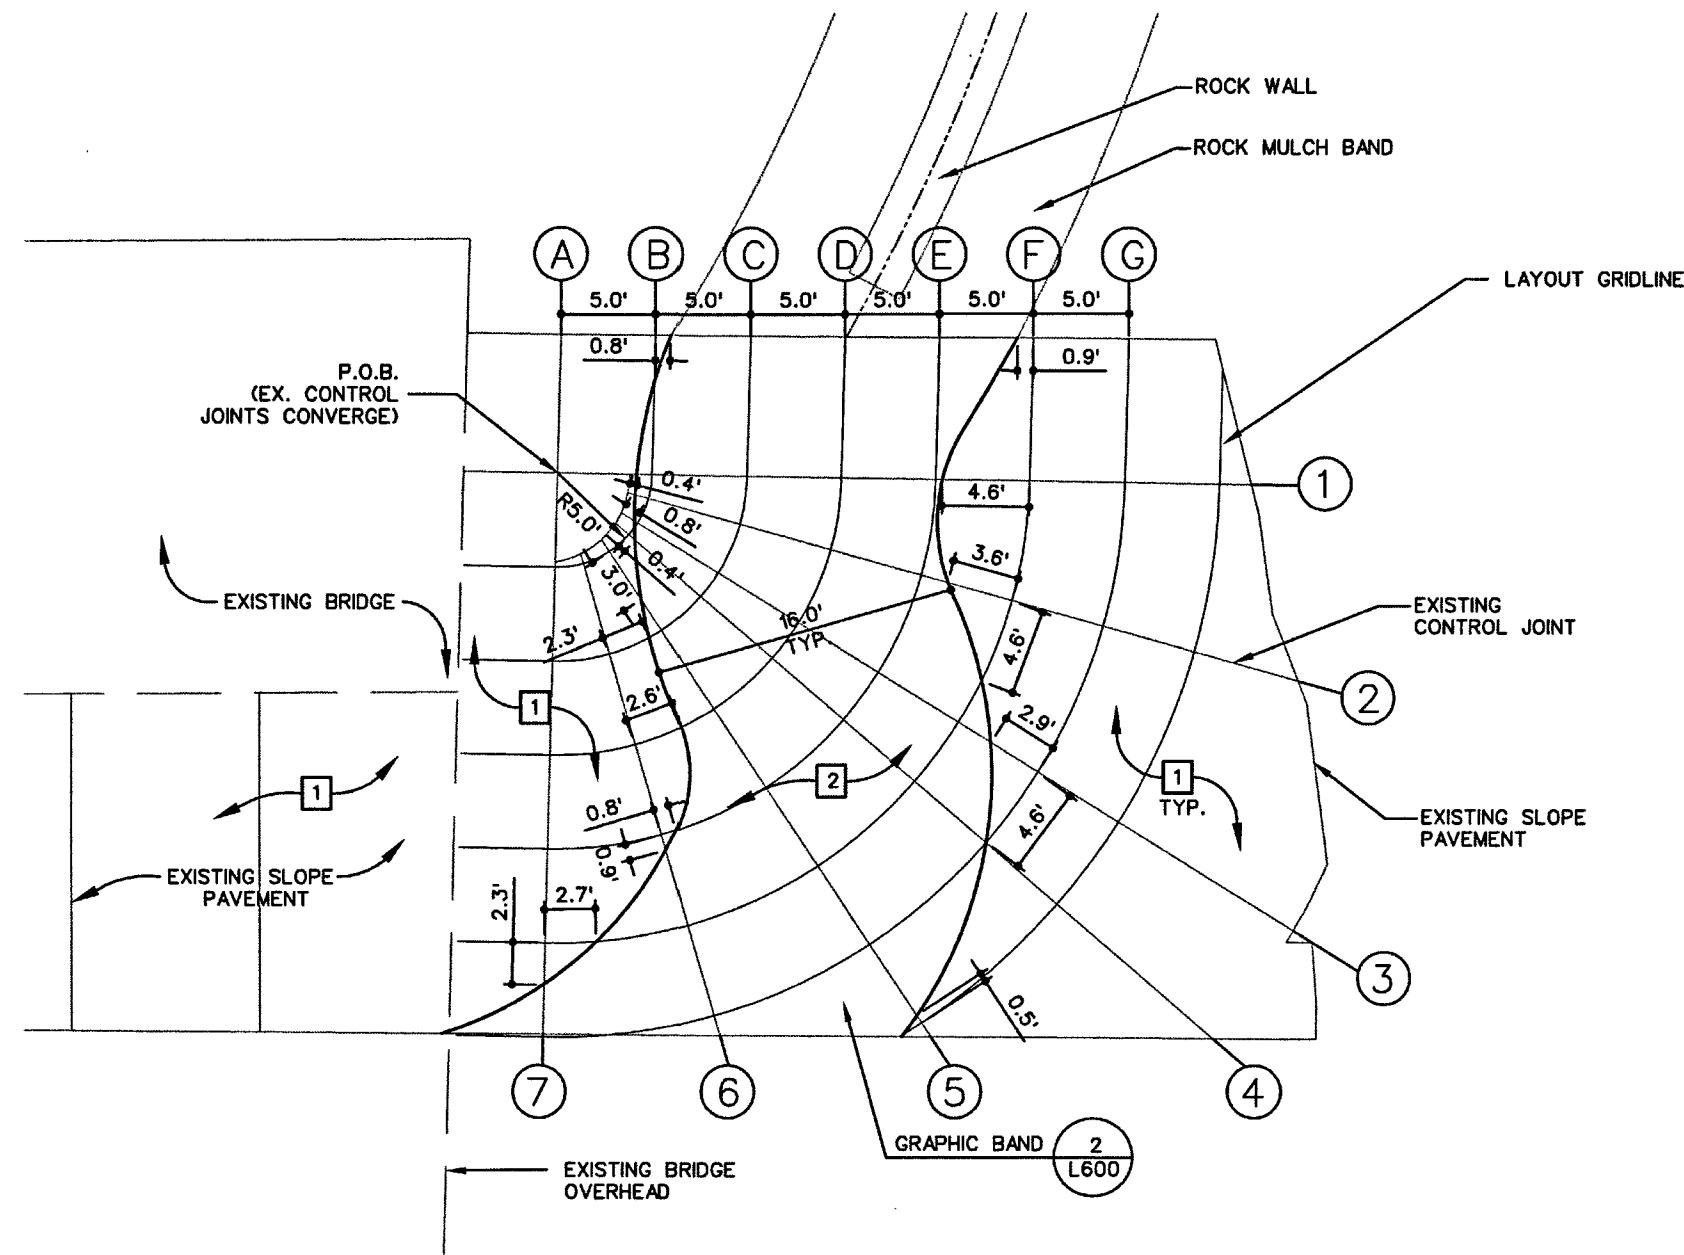 ROCK WALL
ROCK MULCH BAND
A B C D E F G
5.0' 5.0' 5.0' 5.0' 5.0' 5.0'
LAYOUT GRIDLINE
0.8'
0.9'
P.O.B.
(EX. CONTROL
JOINTS CONVERGE)
1
0.4'
4.6'
R5.0'
0.8'
0.4'
3.6'
3.0'
EXISTING BRIDGE
16.0'
TYP.
EXISTING
CONTROL JOINT
2.3'
4.6'
2
1
2.6'
2.9'
1
2
1
TYP.
0.8'
4.6'
EXISTING SLOPE
PAVEMENT
0.9'
EXISTING SLOPE
PAVEMENT
2.3'
2.7'
3
0.5'
7
6
5
4
GRAPHIC BAND
2
L600
EXISTING BRIDGE
OVERHEAD